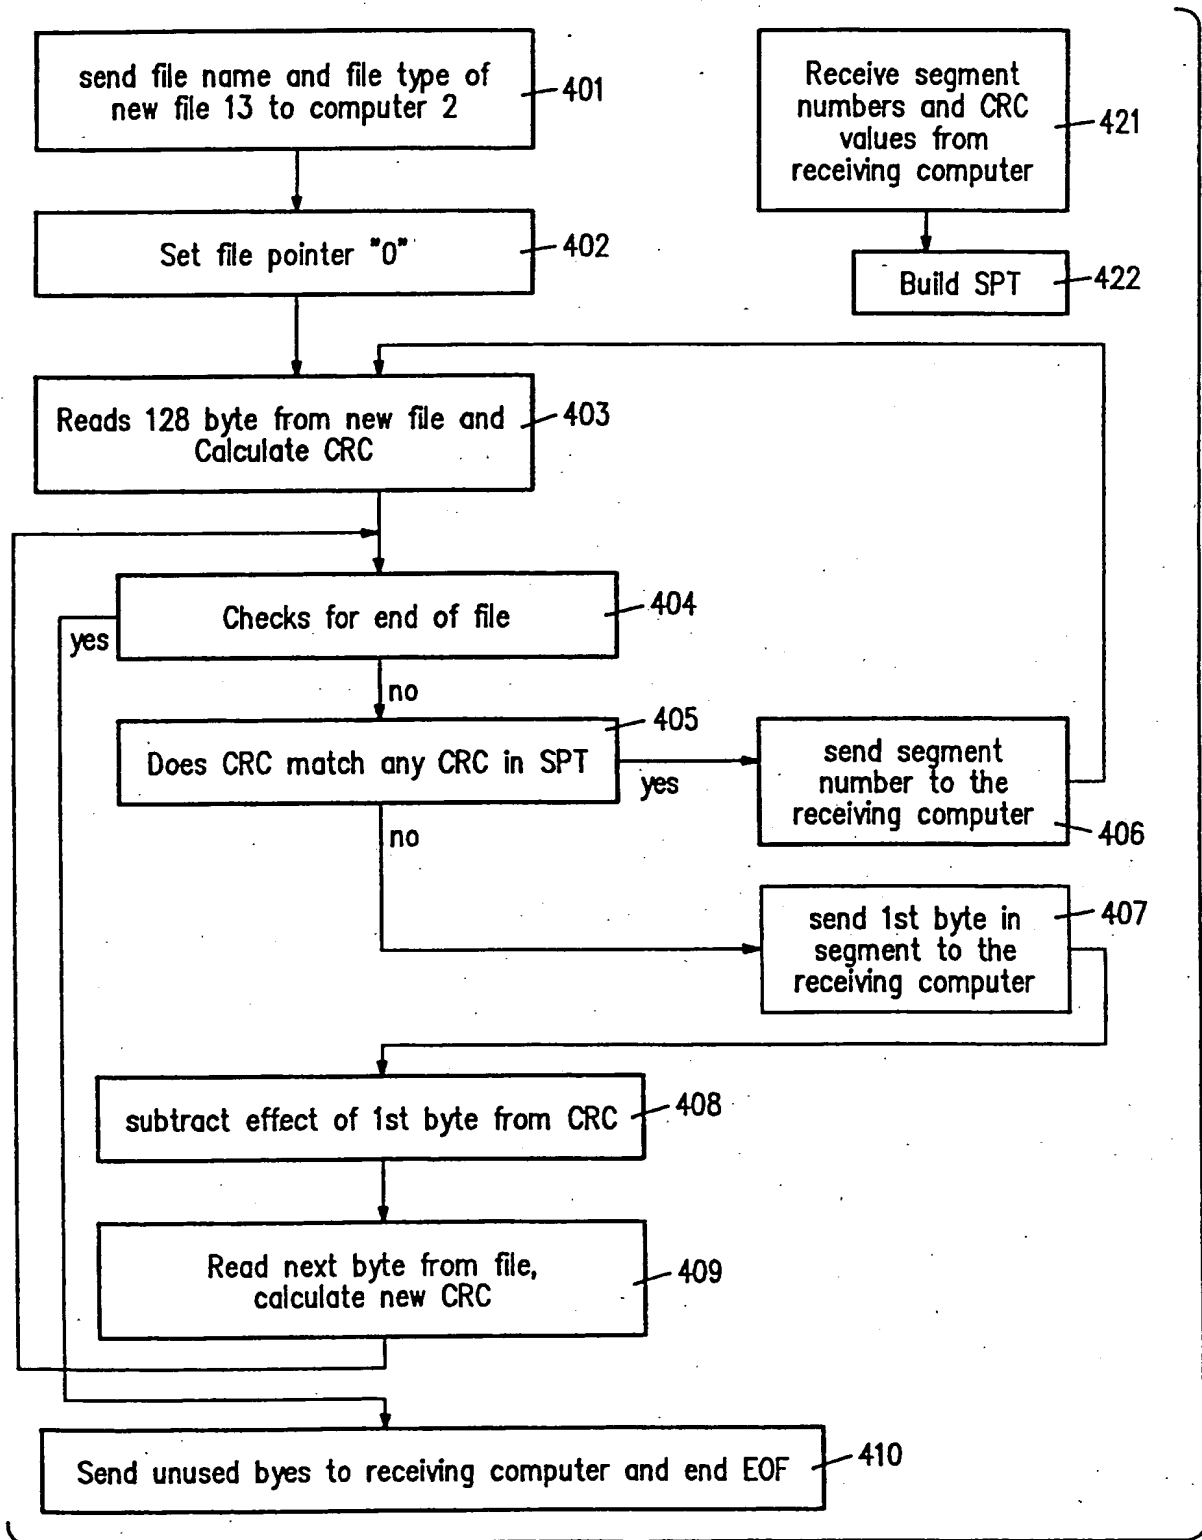 send file name and file type of
new file 13 to computer 2
401
Receive segment
numbers and CRC
values from
receiving computer
421
Set file pointer "0"
402
Build SPT
422
Reads 128 byte from new file and
Calculate CRC
403
Checks for end of file
404
yes
no
Does CRC match any CRC in SPT
405
yes
send segment
number to the
receiving computer
406
no
send 1st byte in
segment to the
receiving computer
407
subtract effect of 1st byte from CRC
408
Read next byte from file,
calculate new CRC
409
Send unused byes to receiving computer and end EOF
410